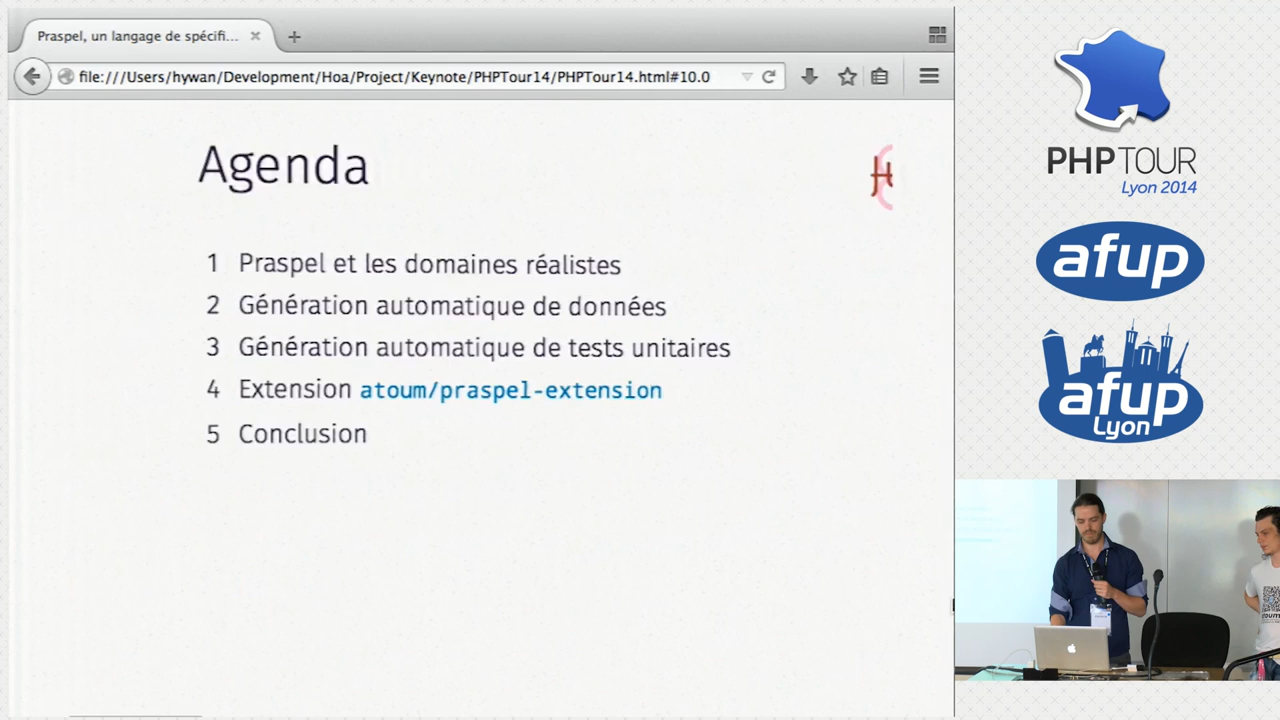 Praspel, un langage de spécifi...
file:///Users/hywan/Development/Hoa/Project/Keynote/PHPTour14/PHPTour14.html#10.0
Agenda
1 Praspel et les domaines réalistes
2 Génération automatique de données
3 Génération automatique de tests unitaires
4 Extension atoum/praspel-extension
5 Conclusion
PHPTOUR
Lyon 2014
afup
afup
Lyon